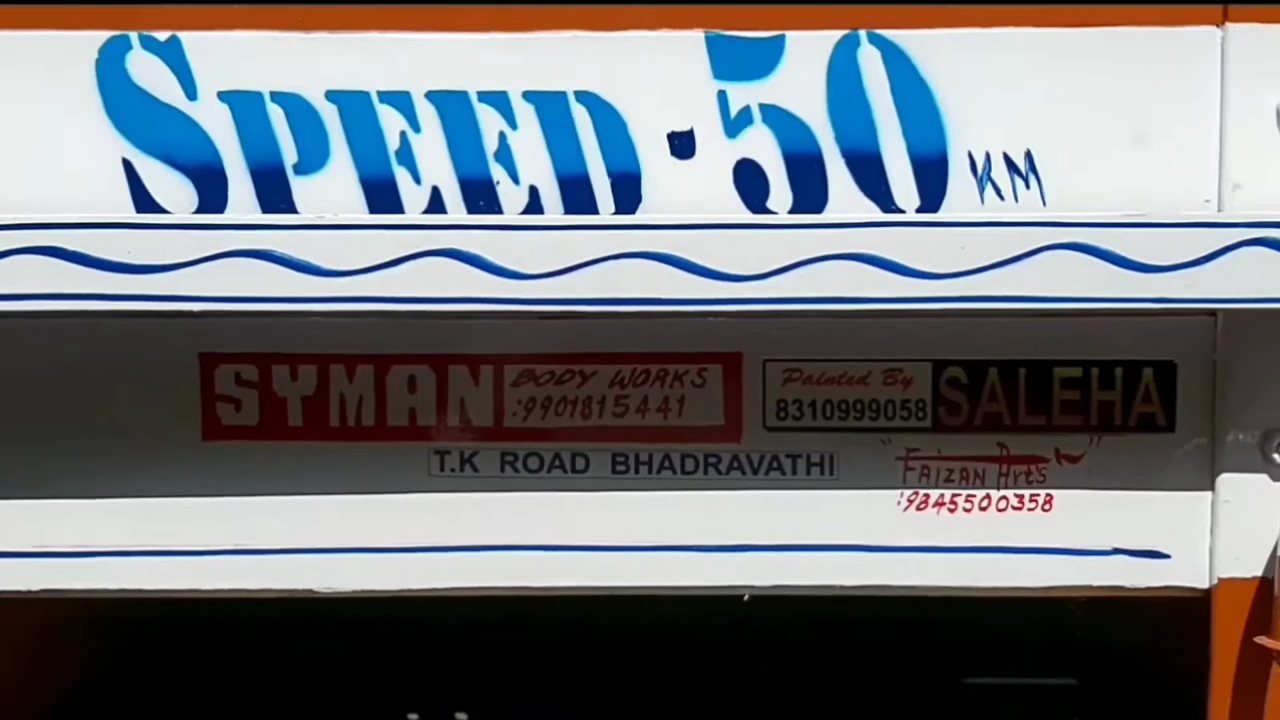 SPEED . 50 KM
SYMAN BODY WORKS
:9901815441
Painted By SALEHA
8310999058
T.K ROAD BHADRAVATHI
"FAIZAN Arts"
:9845500358